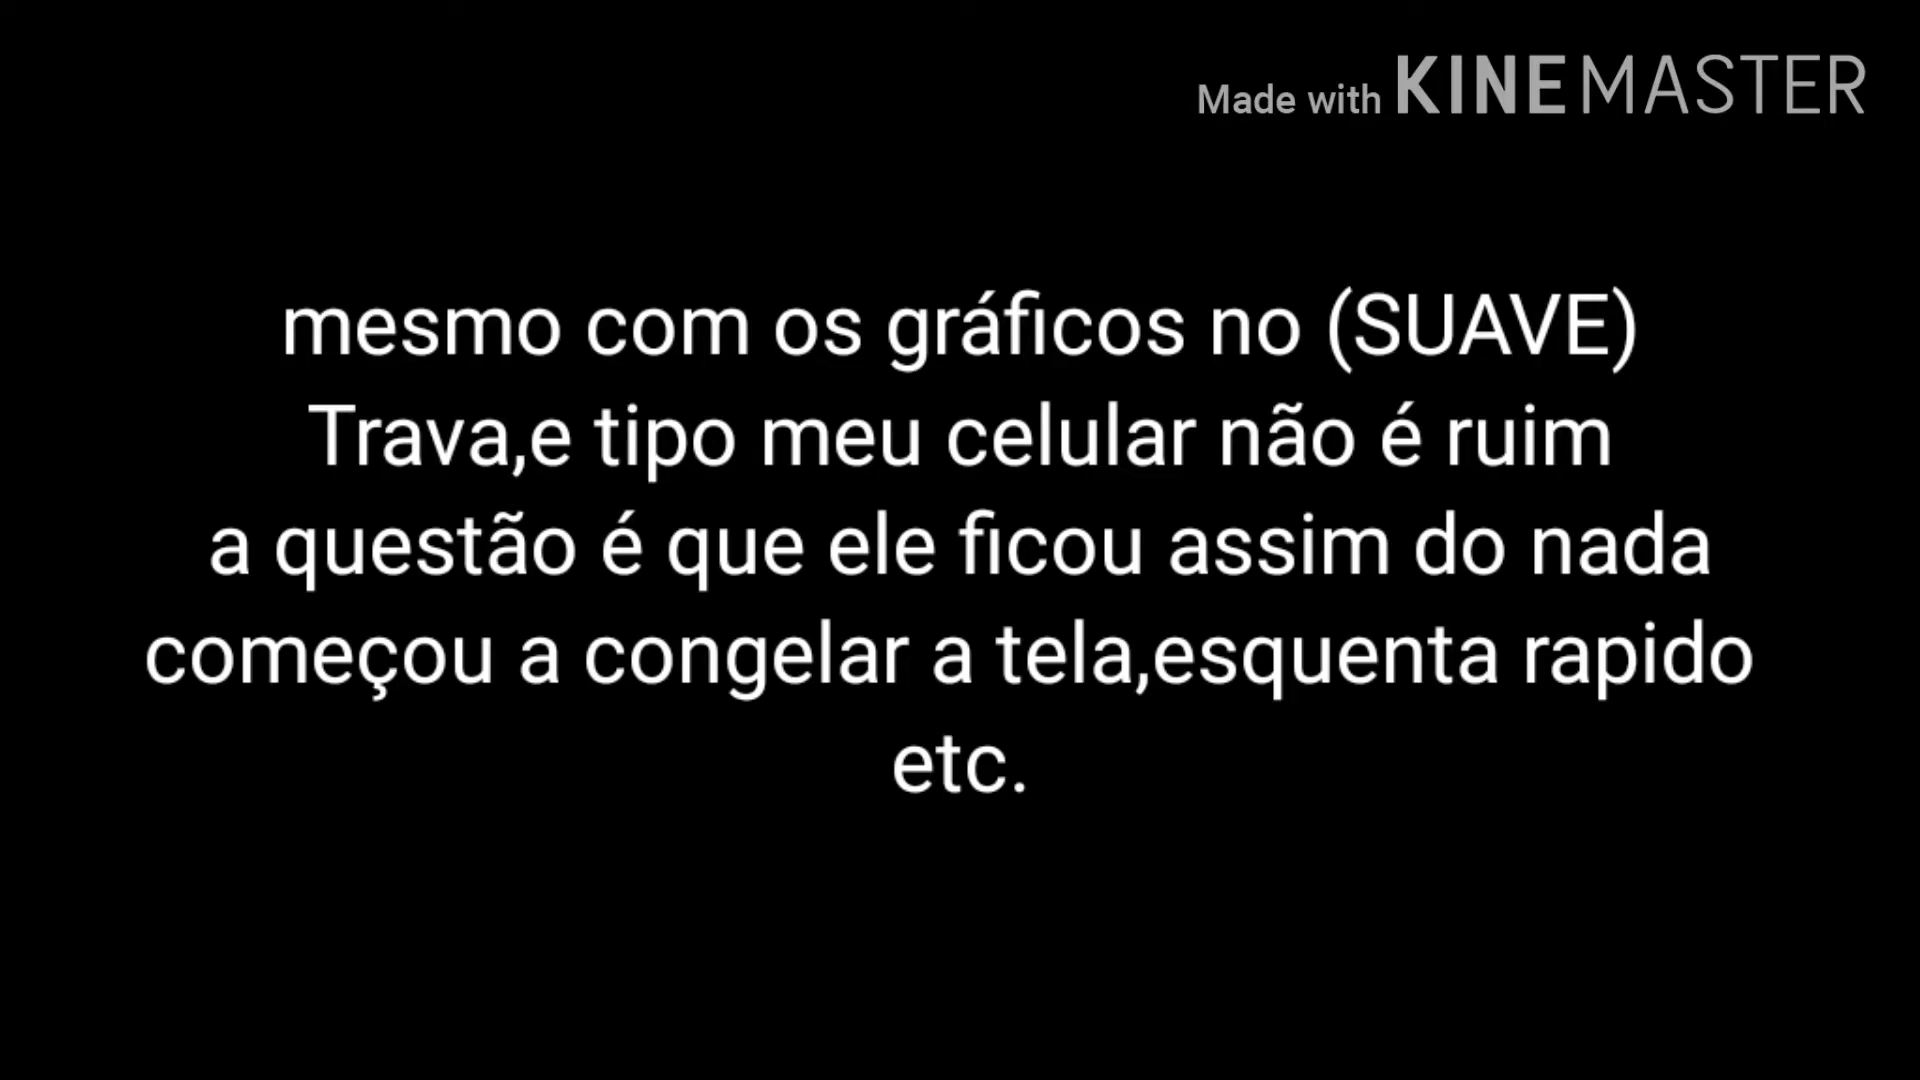 Made with KINEMASTER
mesmo com os gráficos no (SUAVE)
Trava,e tipo meu celular não é ruim
a questão é que ele ficou assim do nada
começou a congelar a tela,esquenta rapido
etc.